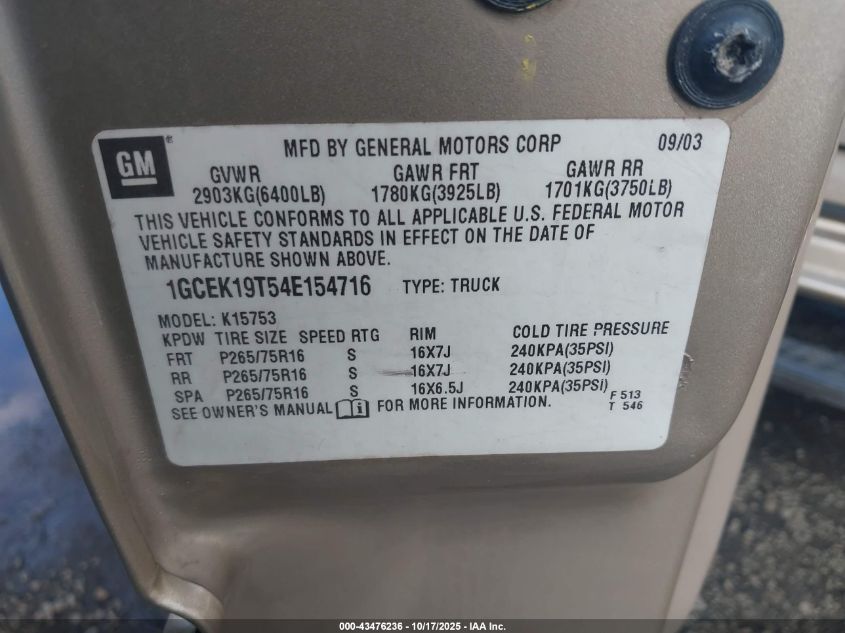 GM®
MFD BY GENERAL MOTORS CORP 09/03
GVWR GAWR FRT GAWR RR
2903KG(6400LB) 1780KG(3925LB) 1701KG(3750LB)
THIS VEHICLE CONFORMS TO ALL APPLICABLE U.S. FEDERAL MOTOR
VEHICLE SAFETY STANDARDS IN EFFECT ON THE DATE OF
MANUFACTURE SHOWN ABOVE.
1GCEK19T54E154716 TYPE: TRUCK
MODEL: K15753
KPDW TIRE SIZE SPEED RTG RIM COLD TIRE PRESSURE
FRT P265/75R16 S 16X7J 240KPA(35PSI)
RR P265/75R16 S 16X7J 240KPA(35PSI)
SPA P265/75R16 S 16X6.5J 240KPA(35PSI)
SEE OWNER'S MANUAL i FOR MORE INFORMATION.
F 513
T 546
000-43476236 - 10/17/2025 - IAA Inc.